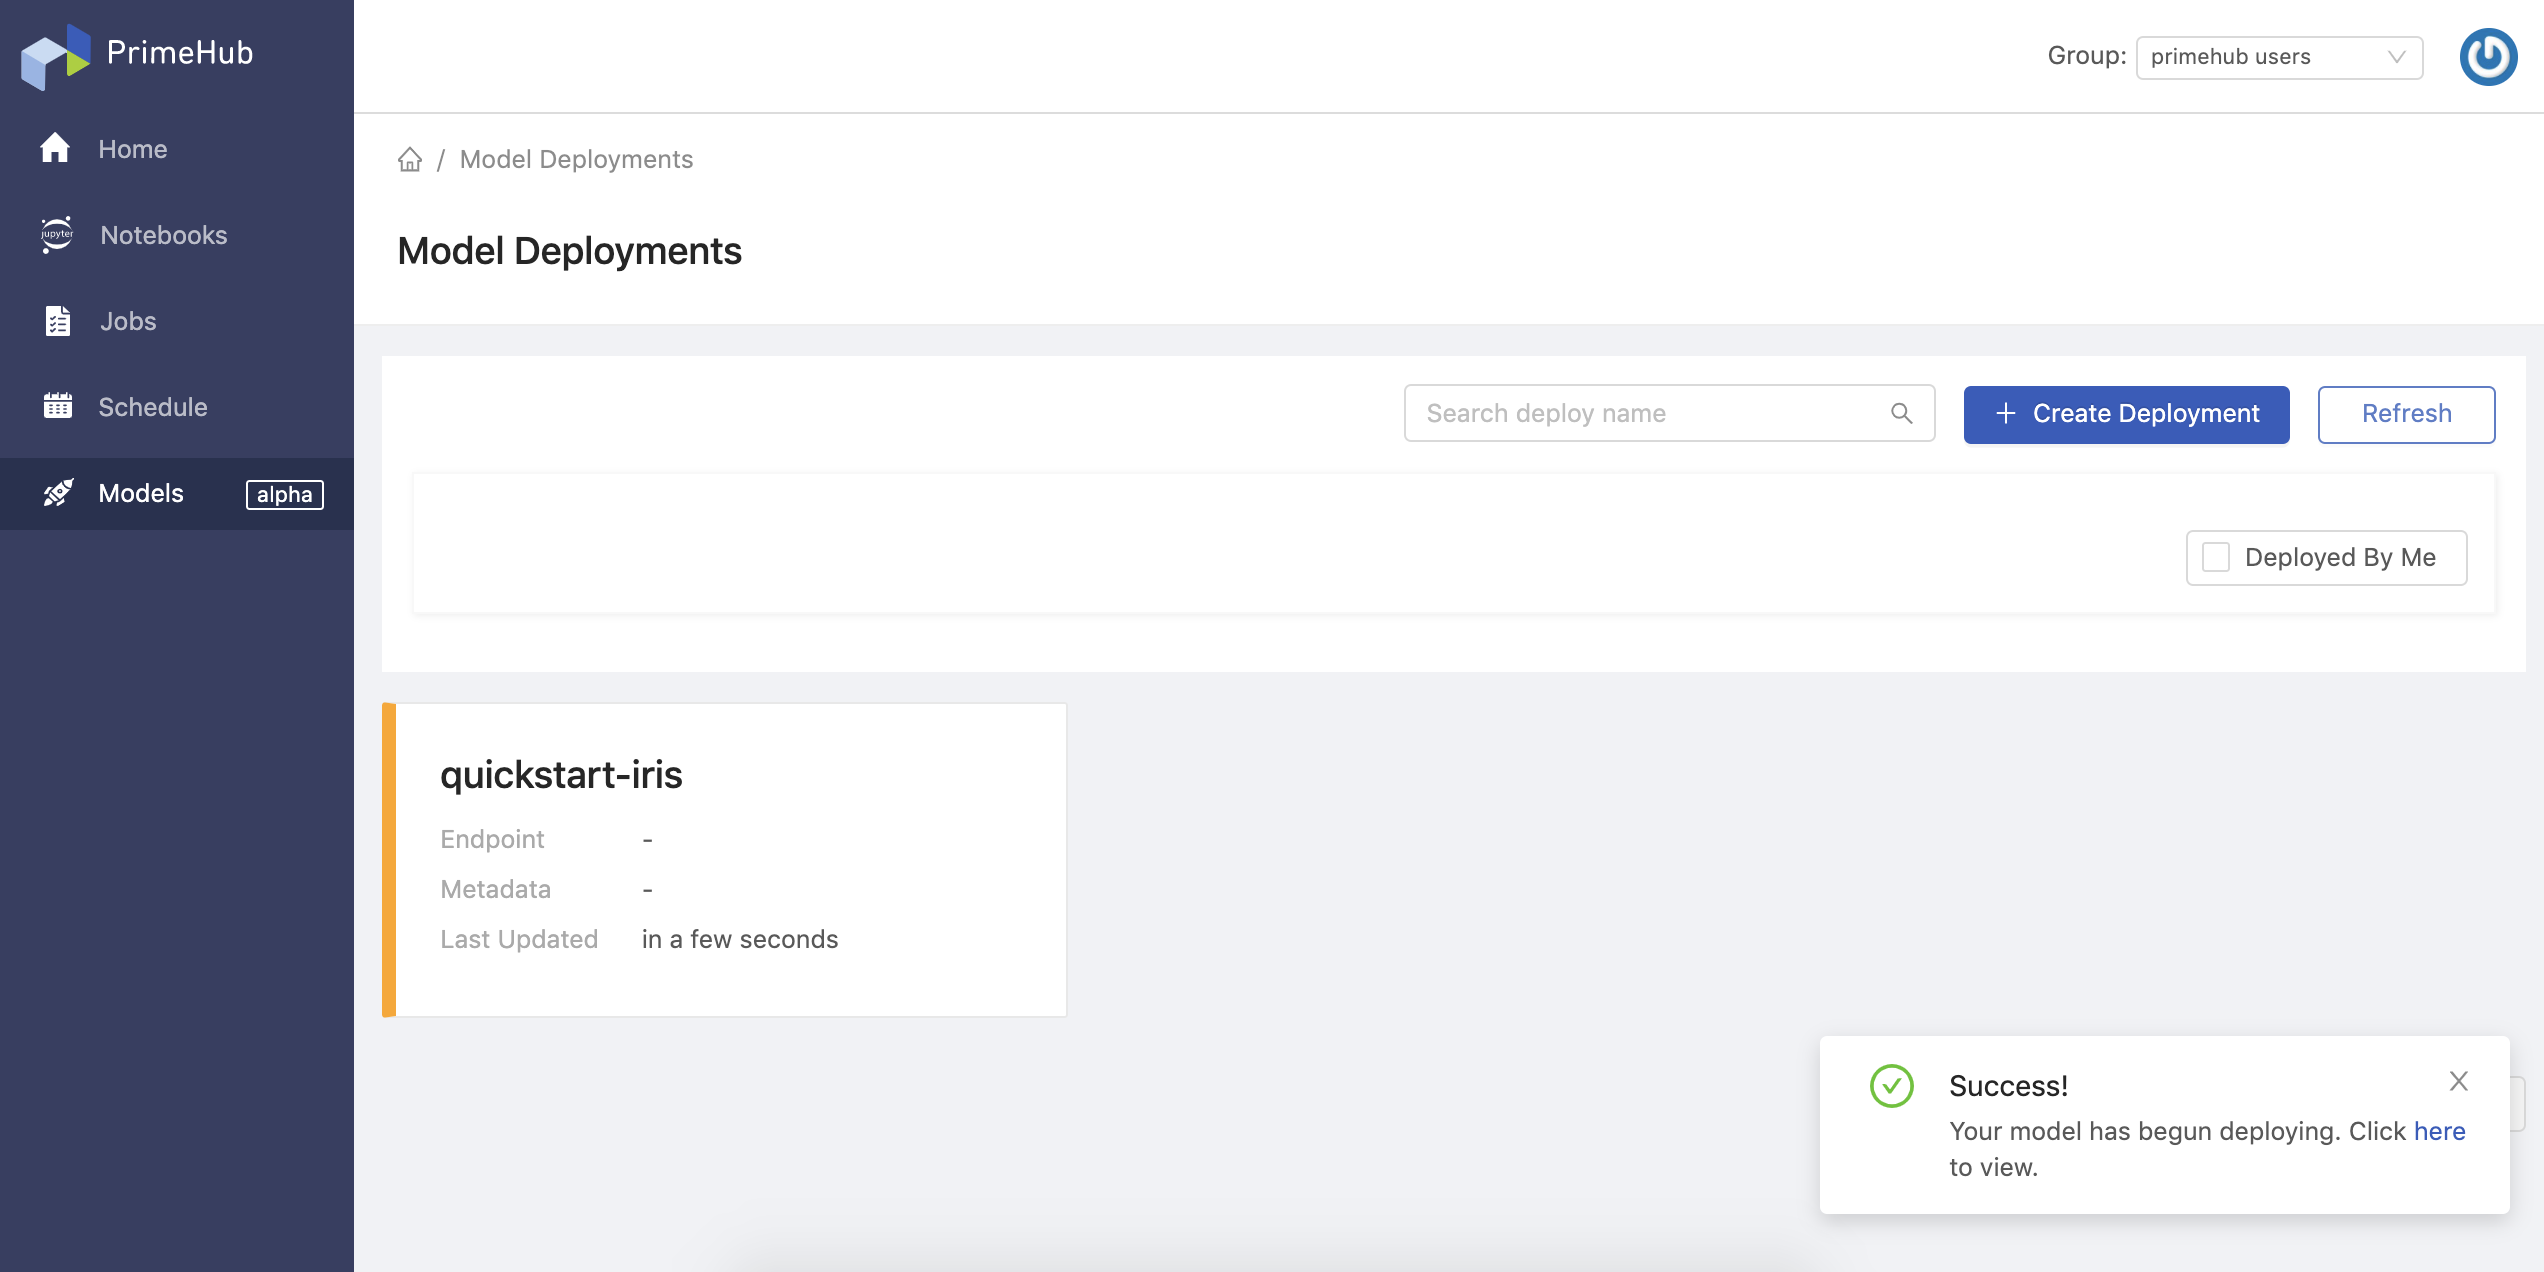 PrimeHub
Group: primehub users
Home
Notebooks
jupyter
Jobs
Schedule
Models alpha
/ Model Deployments
Model Deployments
Search deploy name
+ Create Deployment
Refresh
Deployed By Me
quickstart-iris
Endpoint -
Metadata -
Last Updated in a few seconds
Success!
Your model has begun deploying. Click here
to view.